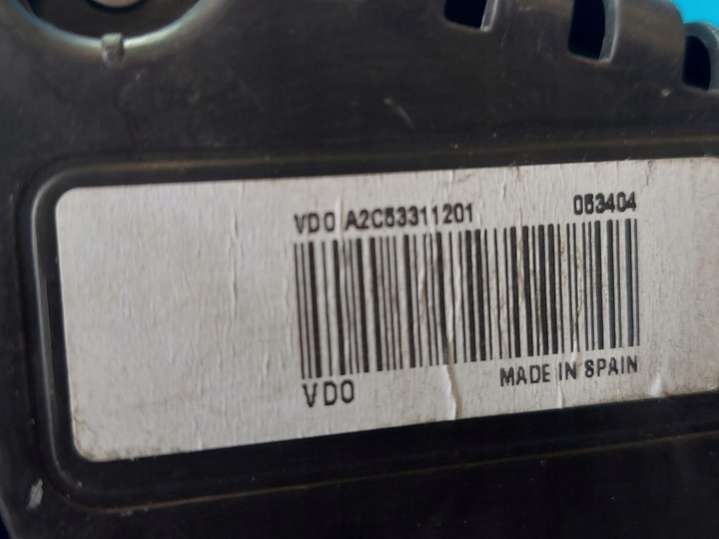 VDO A2C53311201 053404
VDO MADE IN SPAIN